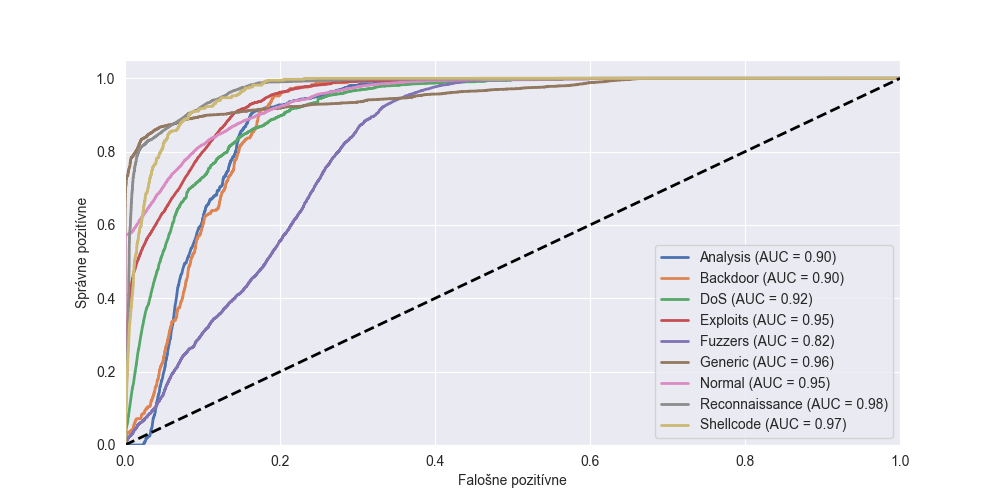 1.0
0.8
0.6
0.4
0.2
0.0
Správne pozitívne
Analysis (AUC = 0.90)
Backdoor (AUC = 0.90)
DoS (AUC = 0.92)
Exploits (AUC = 0.95)
Fuzzers (AUC = 0.82)
Generic (AUC = 0.96)
Normal (AUC = 0.95)
Reconnaissance (AUC = 0.98)
Shellcode (AUC = 0.97)
0.0 0.2 0.4 0.6 0.8 1.0
Falošne pozitívne